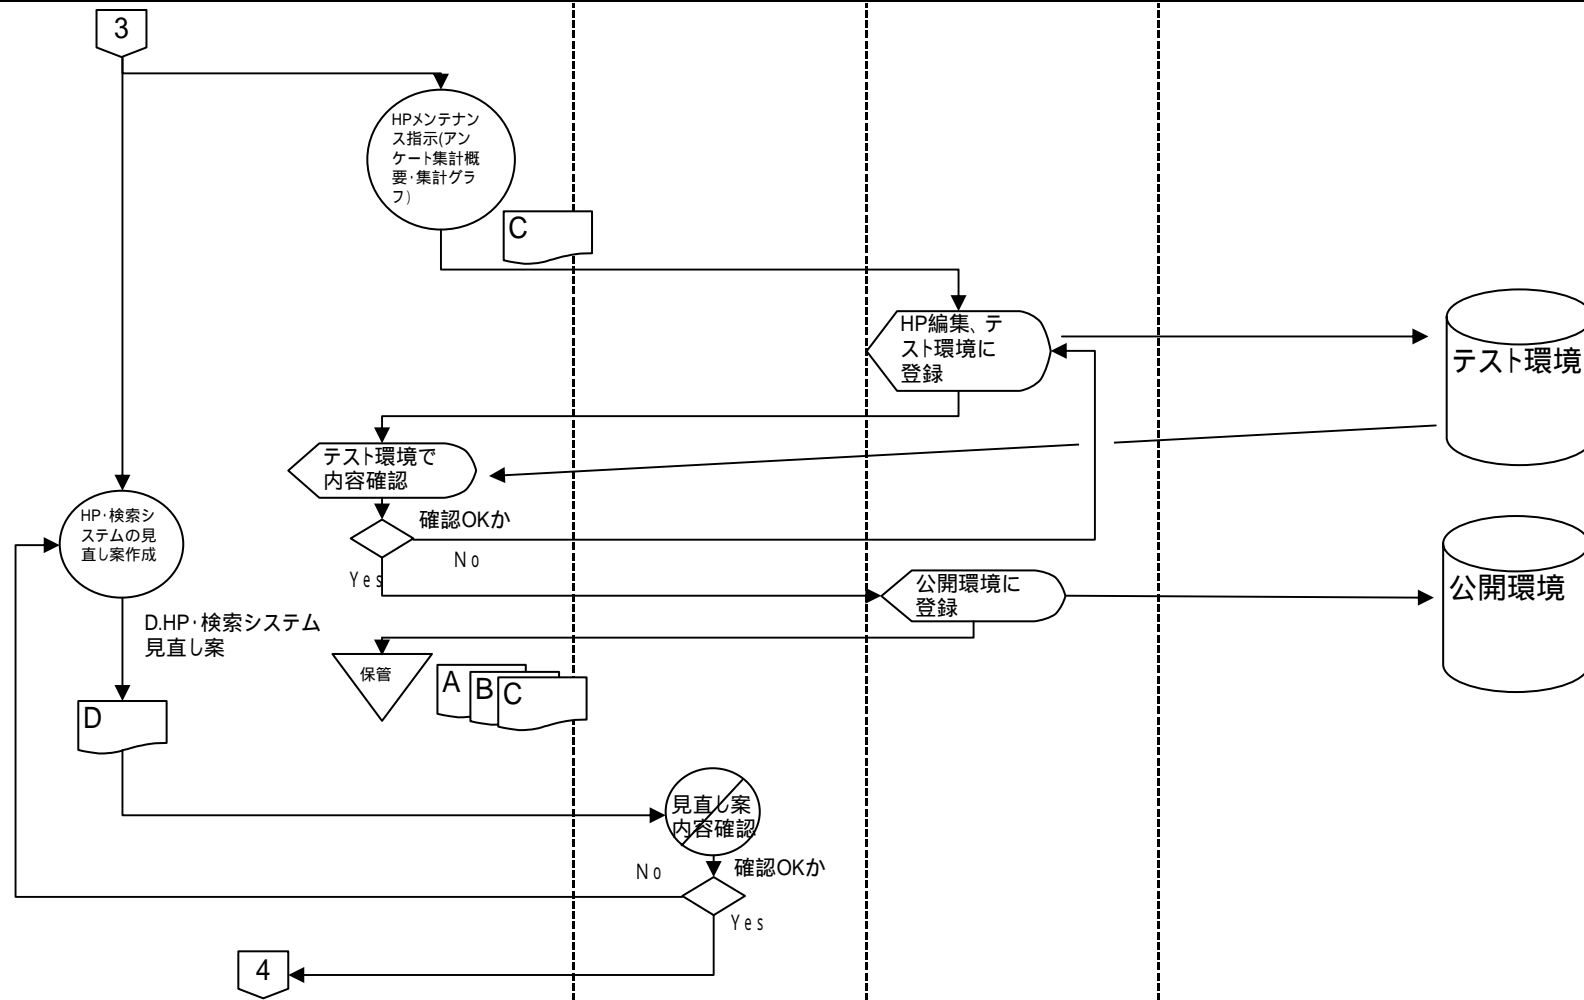 3
HPメンテナン
ス指示(アン
ケート集計概
要・集計グラ
フ)
C
HP編集、テ
スト環境に
登録
テスト環境
テスト環境で
内容確認
確認OKか
No
Yes
HP・検索シ
ステムの見
直し案作成
公開環境に
登録
公開環境
D.HP・検索システム
見直し案
保管
A
B
C
D
見直し案
内容確認
No
確認OKか
Yes
4